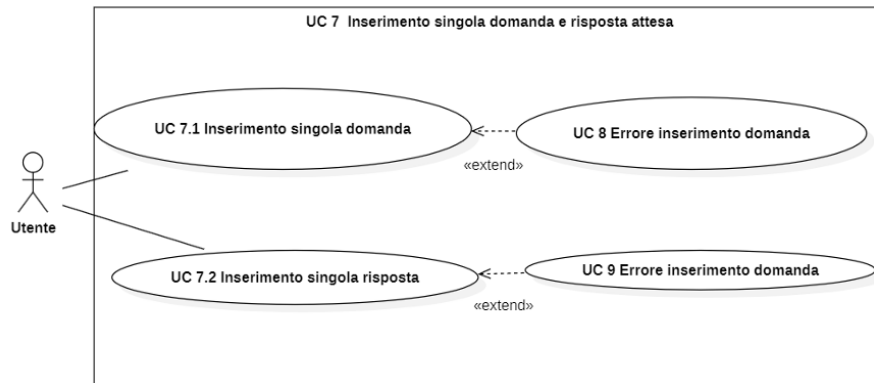 UC 7 Inserimento singola domanda e risposta attesa
UC 7.1 Inserimento singola domanda
UC 8 Errore inserimento domanda
«extend»
Utente
UC 7.2 Inserimento singola risposta
UC 9 Errore inserimento domanda
«extend»